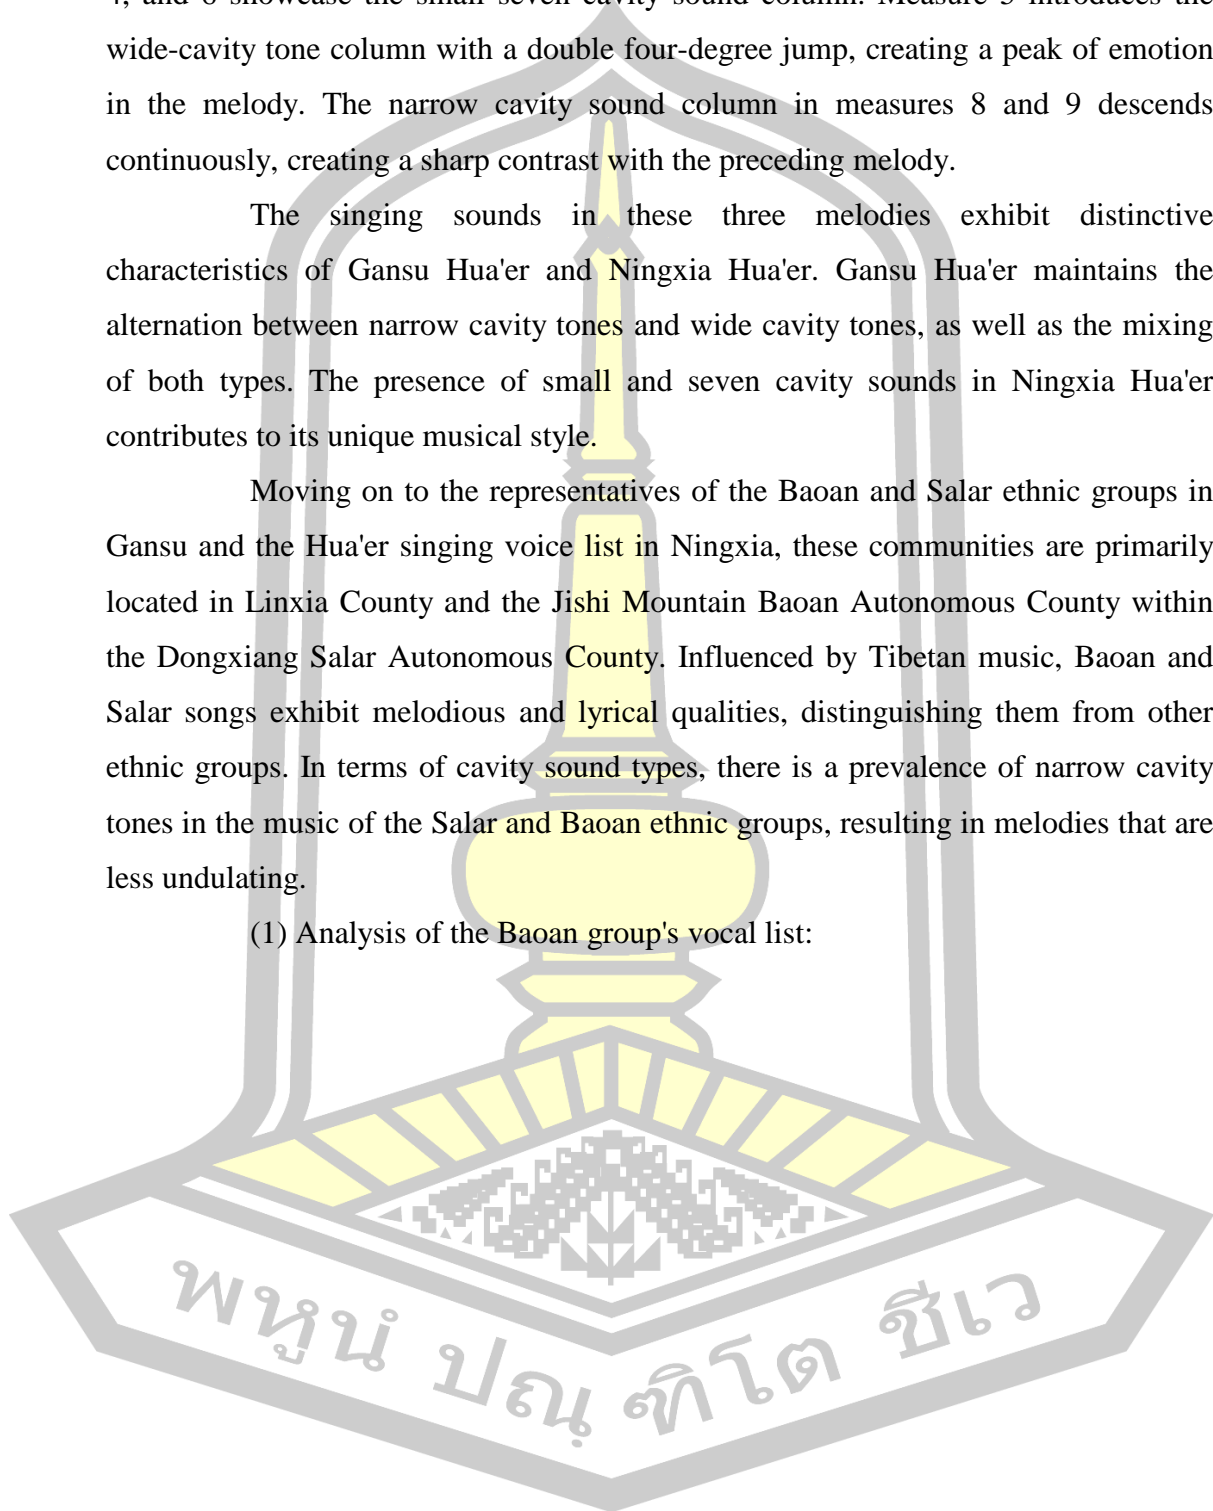 4, and 6 showcase the small seven cavity sound column. Measure 5 introduces the
wide-cavity tone column with a double four-degree jump, creating a peak of emotion
in the melody. The narrow cavity sound column in measures 8 and 9 descends
continuously, creating a sharp contrast with the preceding melody.
The singing sounds in these three melodies exhibit distinctive
characteristics of Gansu Hua'er and Ningxia Hua'er. Gansu Hua'er maintains the
alternation between narrow cavity tones and wide cavity tones, as well as the mixing
of both types. The presence of small and seven cavity sounds in Ningxia Hua'er
contributes to its unique musical style.
Moving on to the representatives of the Baoan and Salar ethnic groups in
Gansu and the Hua'er singing voice list in Ningxia, these communities are primarily
located in Linxia County and the Jishi Mountain Baoan Autonomous County within
the Dongxiang Salar Autonomous County. Influenced by Tibetan music, Baoan and
Salar songs exhibit melodious and lyrical qualities, distinguishing them from other
ethnic groups. In terms of cavity sound types, there is a prevalence of narrow cavity
tones in the music of the Salar and Baoan ethnic groups, resulting in melodies that are
less undulating.
(1) Analysis of the Baoan group's vocal list:
พหูนํ ปณฺ ฑิโต ชีเว